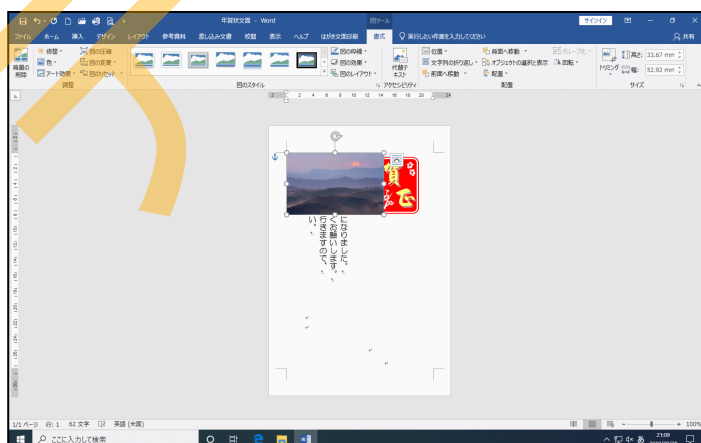 年賀状文面 - Word
図ツール
サインイン
ファイル ホーム 挿入 デザイン レイアウト 参考資料 差し込み文書 校閲 表示 ヘルプ はがき文面印刷 書式 実行したい作業を入力してください 共有
背景の削除
修整
色
アート効果
図の圧縮
図の変更
図のリセット
調整
図のスタイル
図の枠線
図の効果
図のレイアウト
代替テキスト
アクセシビリティ
位置
文字列の折り返し
前面へ移動
背面へ移動
オブジェクトの選択と表示
配置
グループ化
回転
配置
トリミング
高さ: 33.67 mm
幅: 52.92 mm
サイズ
になりました。
くお願いします。
行きますので、
い。
1/1 ページ 行: 1 62 文字 英語 (米国)
100%
ここに入力して検索
あ
21:09